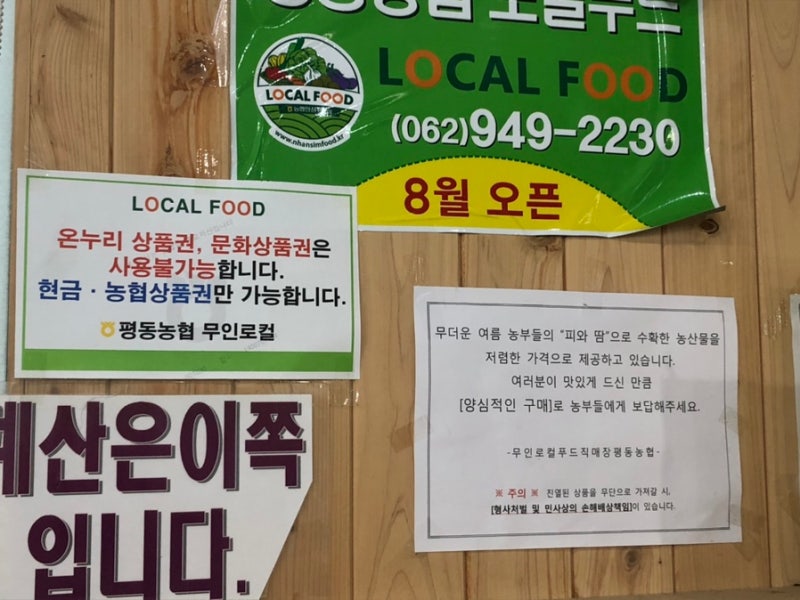 로컬푸드
LOCAL FOOD
LOCAL FOOD
www.nhansimfood.kr
(062)949-2230
8월 오픈
LOCAL FOOD
온누리 상품권, 문화상품권은
사용불가능합니다.
현금 · 농협상품권만 가능합니다.
평동농협 무인로컬
계산은이쪽
입니다.
무더운 여름 농부들의 "피와 땀"으로 수확한 농산물을
저렴한 가격으로 제공하고 있습니다.
여러분이 맛있게 드신 만큼
[양심적인 구매]로 농부들에게 보답해주세요.
-무인로컬푸드직매장평동농협-
※ 주의 ※ 진열된 상품을 무단으로 가져갈 시,
[형사처벌 및 민사상의 손해배상책임]이 있습니다.